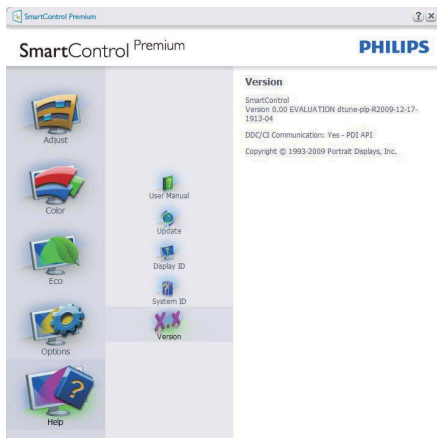 SmartControl Premium
SmartControl Premium
PHILIPS
Adjust
Color
Eco
Options
Help
User Manual
Update
Display ID
System ID
X.X
Version
Version
SmartControl
Version 0.00 EVALUATION dtune-plp-R2009-12-17-
1913-04
DDC/CI Communication: Yes - PDI API
Copyright © 1993-2009 Portrait Displays, Inc.